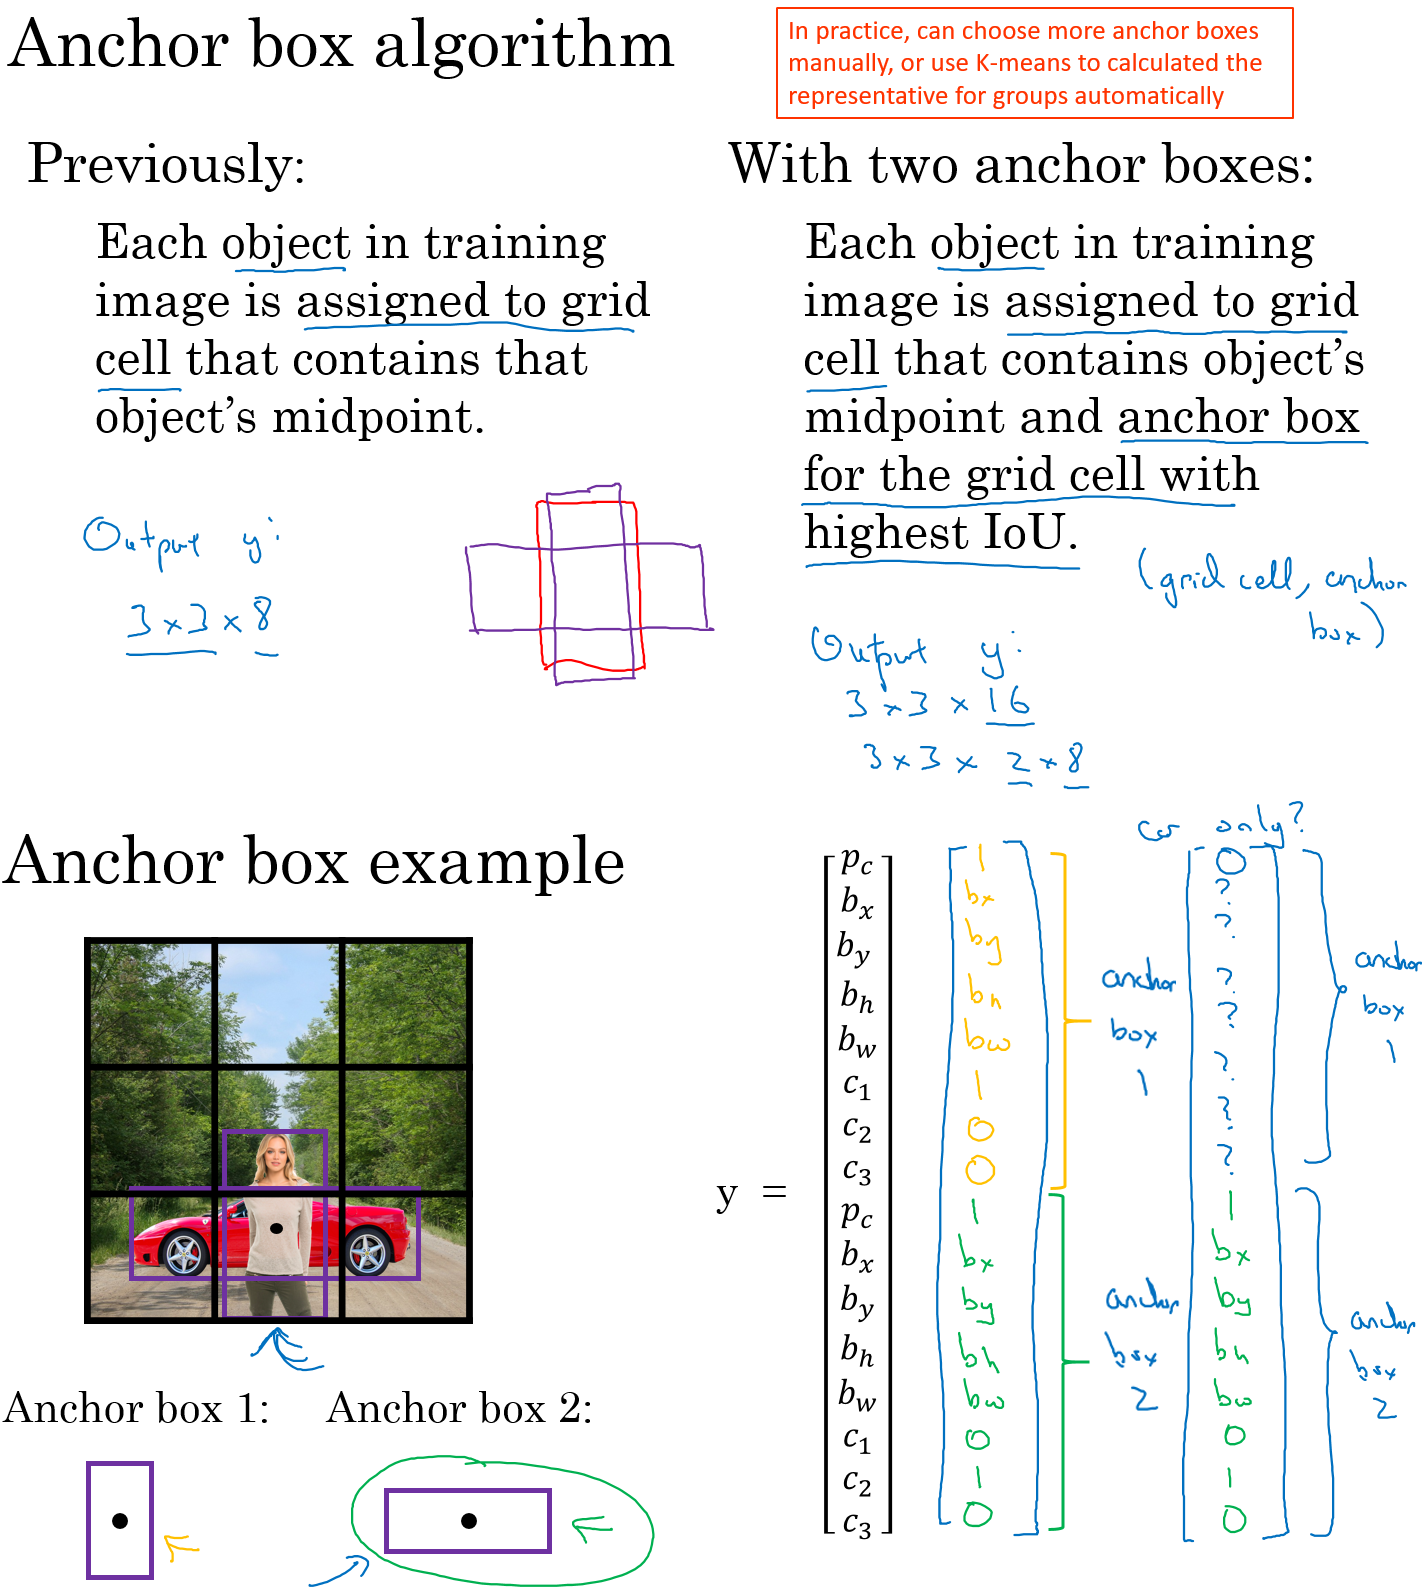 Anchor box algorithm
In practice, can choose more anchor boxes
manually, or use K-means to calculated the
representative for groups automatically
Previously:
Each object in training
image is assigned to grid
cell that contains that
object's midpoint.
Output y:
3 × 3 × 8
With two anchor boxes:
Each object in training
image is assigned to grid
cell that contains object's
midpoint and anchor box
for the grid cell with
highest IoU.
(grid cell, anchor
box)
Output y:
3 × 3 × 16
3 × 3 × 2 × 8
Anchor box example
Anchor box 1:
Anchor box 2:
car only?
y =
p_c 1 0
b_x bx ?
b_y by ?
b_h bh ?
b_w bw ?
c_1 1 ?
c_2 0 ?
c_3 0 ?
p_c 1 1
b_x bx bx
b_y by by
b_h bh bh
b_w bw bw
c_1 0 0
c_2 1 1
c_3 0 0
anchor
box
1
anchor
box
2
anchor
box
1
anchor
box
2